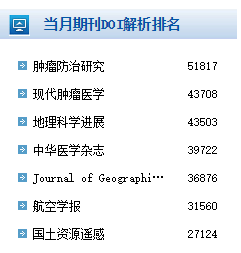 当月期刊DOI解析排名
肿瘤防治研究 51817
现代肿瘤医学 43708
地理科学进展 43503
中华医学杂志 39722
Journal of Geographi… 36876
航空学报 31560
国土资源遥感 27124